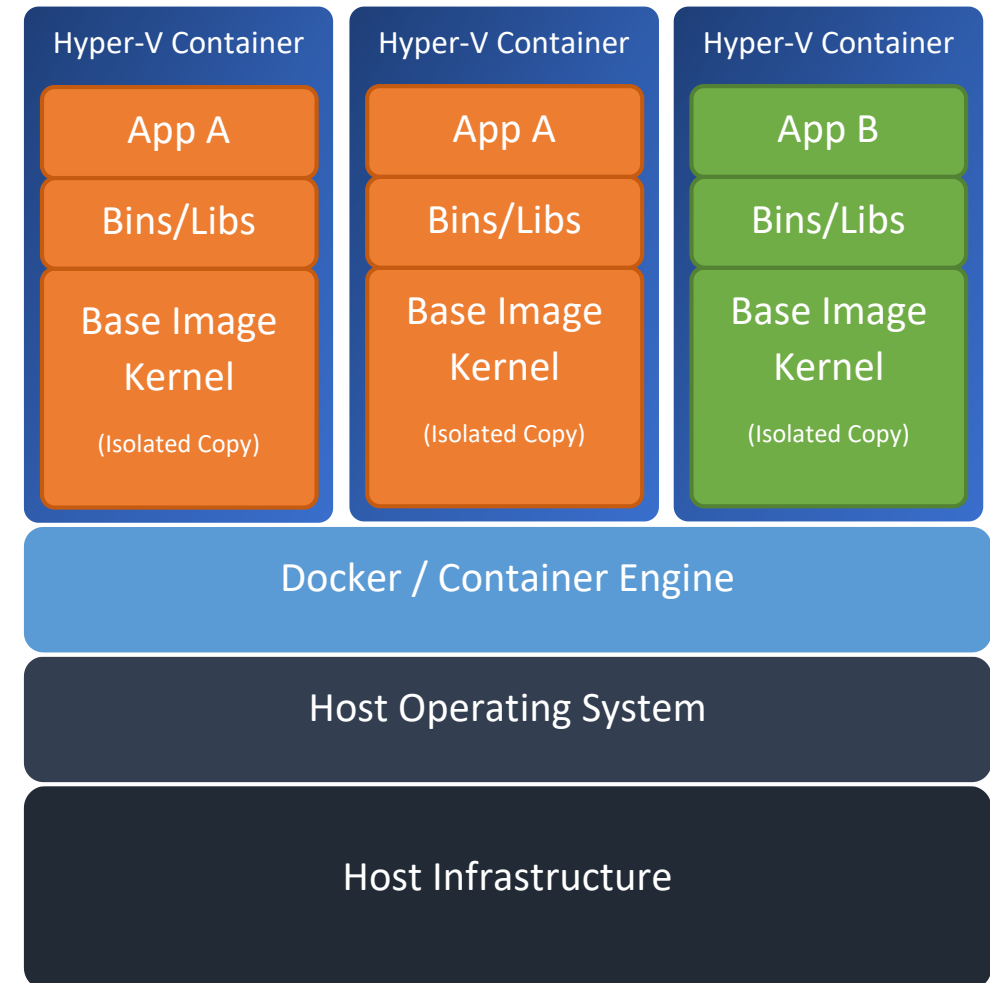 Hyper-V Container
Hyper-V Container
Hyper-V Container
App A
App A
App B
Bins/Libs
Bins/Libs
Bins/Libs
Base Image
Kernel
(Isolated Copy)
Base Image
Kernel
(Isolated Copy)
Base Image
Kernel
(Isolated Copy)
Docker / Container Engine
Host Operating System
Host Infrastructure